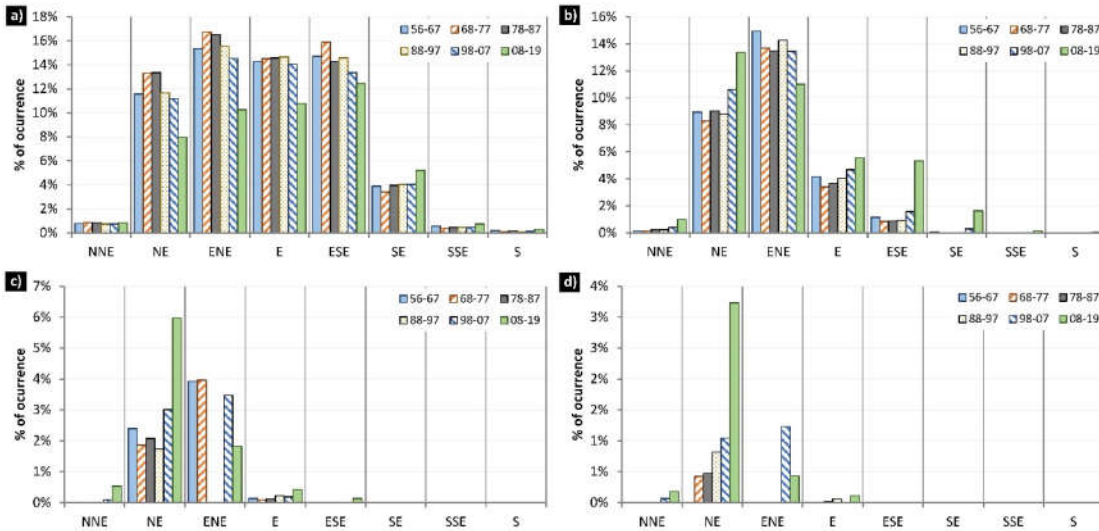 a)
% of ocurrence
18%
16%
14%
12%
10%
8%
6%
4%
2%
0%
56-67 68-77 78-87
88-97 98-07 08-19
NNE NE ENE E ESE SE SSE S
b)
% of ocurrence
16%
14%
12%
10%
8%
6%
4%
2%
0%
56-67 68-77 78-87
88-97 98-07 08-19
NNE NE ENE E ESE SE SSE S
c)
% of ocurrence
7%
6%
5%
4%
3%
2%
1%
0%
56-67 68-77 78-87
88-97 98-07 08-19
NNE NE ENE E ESE SE SSE S
d)
% of ocurrence
4%
3%
3%
2%
2%
1%
1%
0%
56-67 68-77 78-87
88-97 98-07 08-19
NNE NE ENE E ESE SE SSE S